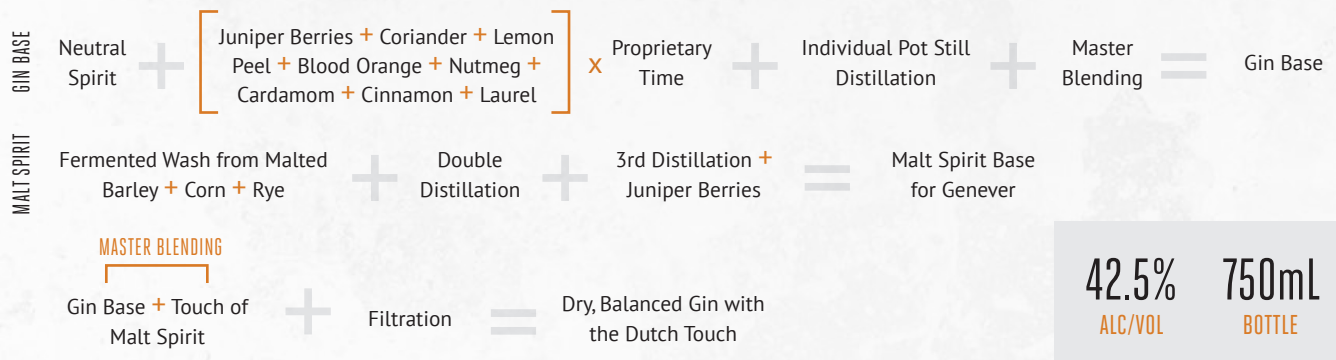 GIN BASE
Neutral
Spirit
+
Juniper Berries + Coriander + Lemon
Peel + Blood Orange + Nutmeg +
Cardamom + Cinnamon + Laurel
x
Proprietary
Time
+
Individual Pot Still
Distillation
+
Master
Blending
=
Gin Base
MALT SPIRIT
Fermented Wash from Malted
Barley + Corn + Rye
+
Double
Distillation
+
3rd Distillation +
Juniper Berries
=
Malt Spirit Base
for Genever
MASTER BLENDING
Gin Base + Touch of
Malt Spirit
+
Filtration
=
Dry, Balanced Gin with
the Dutch Touch
42.5%
ALC/VOL
750mL
BOTTLE